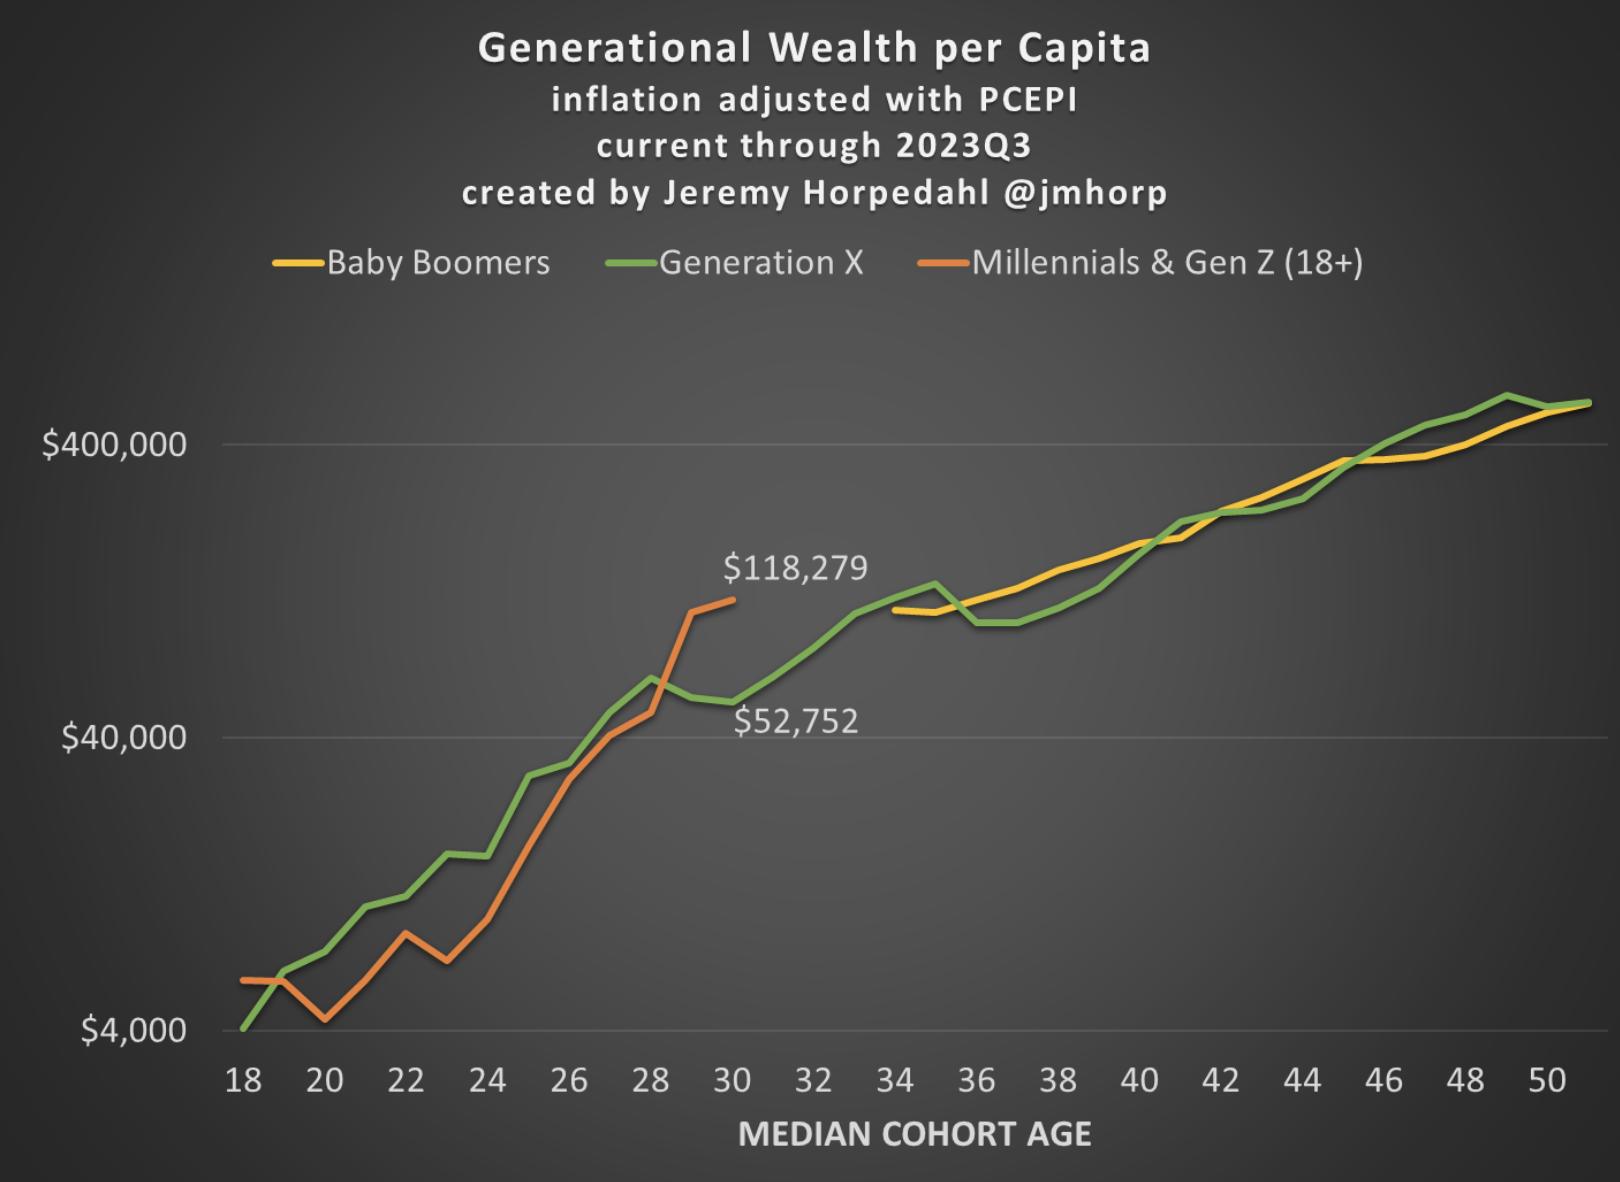 Generational Wealth per Capita
inflation adjusted with PCEPI
current through 2023Q3
created by Jeremy Horpedahl @jmhorp
Baby Boomers Generation X Millennials & Gen Z (18+)
$400,000
$118,279
$52,752
$40,000
$4,000
18 20 22 24 26 28 30 32 34 36 38 40 42 44 46 48 50
MEDIAN COHORT AGE